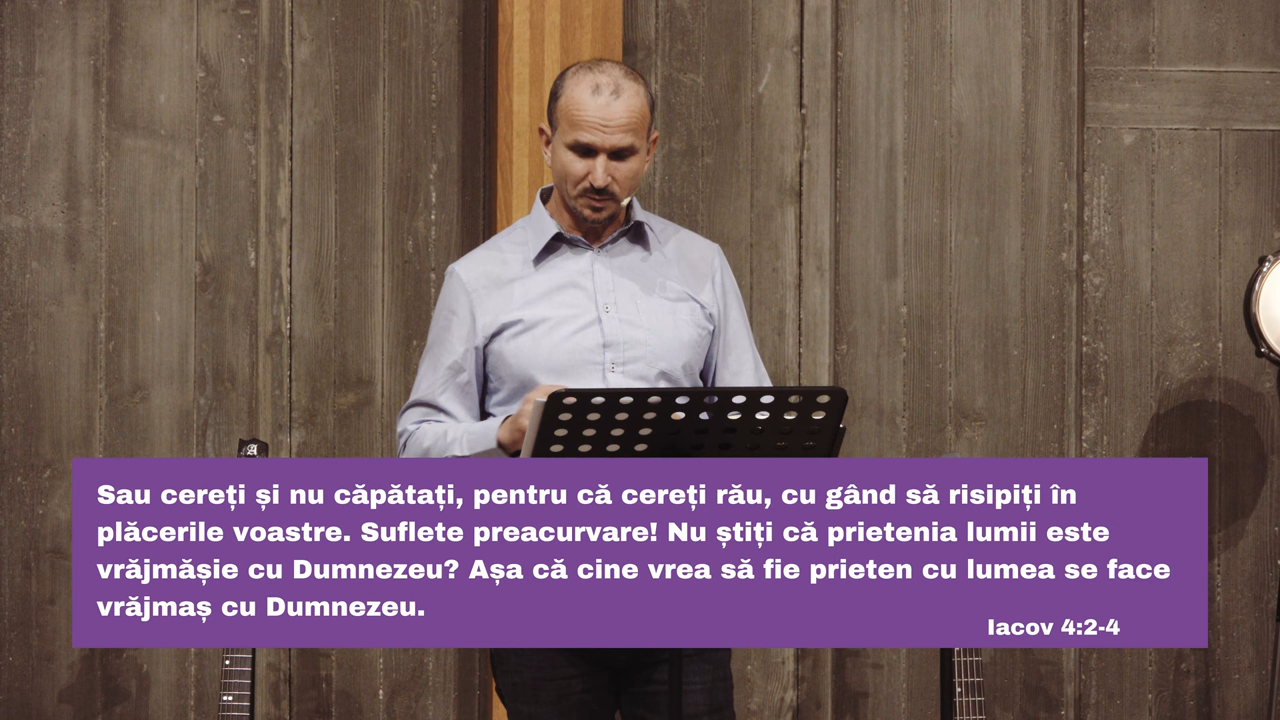 Sau cereți și nu căpătați, pentru că cereți rău, cu gând să risipiți în
plăcerile voastre. Suflete preacurvare! Nu știți că prietenia lumii este
vrăjmășie cu Dumnezeu? Așa că cine vrea să fie prieten cu lumea se face
vrăjmaș cu Dumnezeu.
Iacov 4:2-4